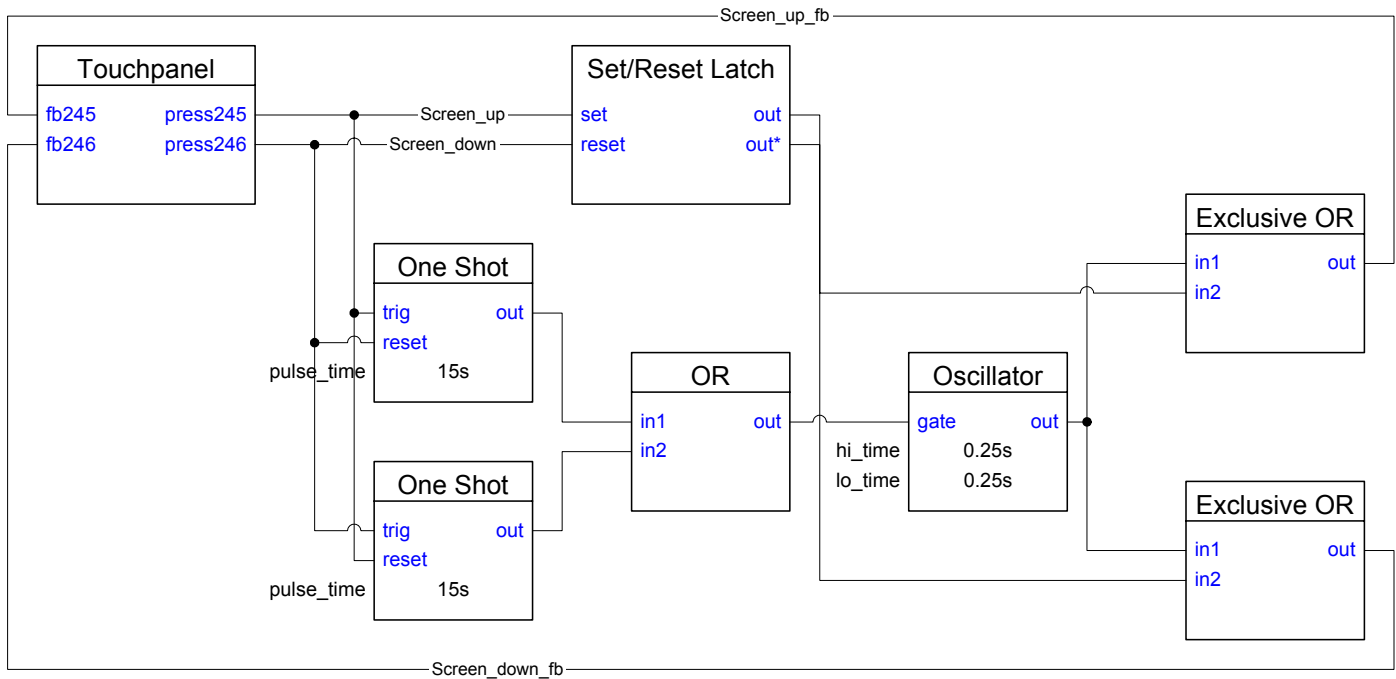 Screen_up_fb
Touchpanel
fb245 press245
fb246 press246
Screen_up
Screen_down
Set/Reset Latch
set out
reset out*
One Shot
trig out
reset
pulse_time 15s
One Shot
trig out
reset
pulse_time 15s
OR
in1 out
in2
Oscillator
gate out
hi_time 0.25s
lo_time 0.25s
Exclusive OR
in1 out
in2
Exclusive OR
in1 out
in2
Screen_down_fb